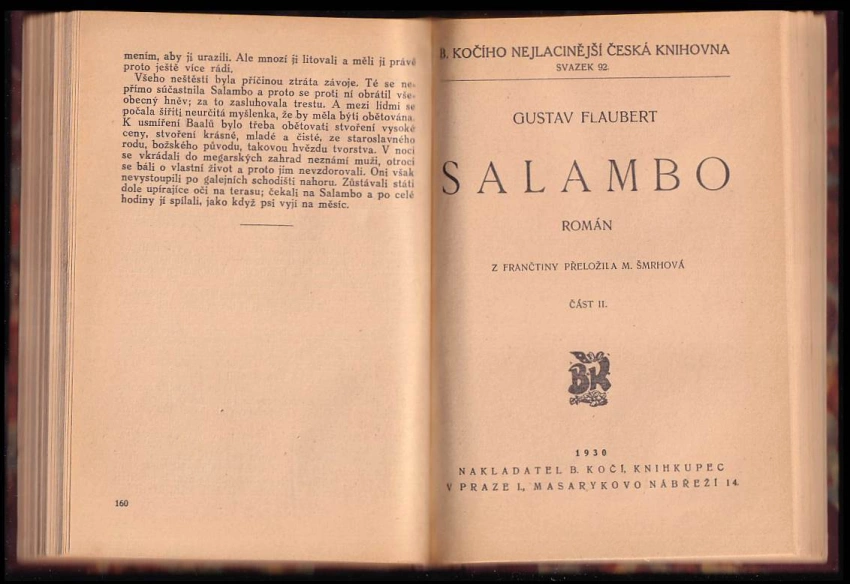 mením, aby ji urazili. Ale mnozí ji litovali a měli ji právě
proto ještě více rádi.
Všeho neštěstí byla příčinou ztráta závoje. Té se ne-
přímo súčastnila Salambo a proto se proti ní obrátil vše-
obecný hněv; za to zasluhovala trestu. A mezi lidmi se
počala šířiti neurčitá myšlenka, že by měla býti obětována.
K usmíření Baalů bylo třeba obětovati stvoření vysoké
ceny, stvoření krásné, mladé a čisté, ze staroslavného
rodu, božského původu, takovou hvězdu tvorstva. V noci
se vkrádali do megarských zahrad neznámí muži, otroci
se báli o vlastní život a proto jim nevzdorovali. Oni však
nevystoupili po galejních schodišti nahoru. Zůstávali státi
dole upírajíce oči na terasu; čekali na Salambo a po celé
hodiny jí spílali, jako když psi vyjí na měsíc.
160
B. KOČÍHO NEJLACINĚJŠÍ ČESKÁ KNIHOVNA
SVAZEK 92.
GUSTAV FLAUBERT
SALAMBO
ROMÁN
Z FRANČTINY PŘELOŽILA M. ŠMRHOVÁ
ČÁST II.
BK
1930
NAKLADATEL B. KOČÍ, KNIHKUPEC
V PRAZE I., MASARYKOVO NÁBŘEŽÍ 14.